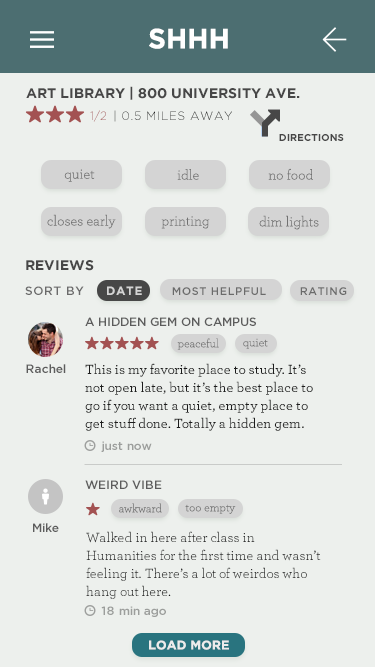 SHHH
ART LIBRARY | 800 UNIVERSITY AVE.
1/2 | 0.5 MILES AWAY
DIRECTIONS
quiet idle no food
closes early printing dim lights
REVIEWS
SORT BY DATE MOST HELPFUL RATING
A HIDDEN GEM ON CAMPUS
peaceful quiet
Rachel
This is my favorite place to study. It's
not open late, but it's the best place to
go if you want a quiet, empty place to
get stuff done. Totally a hidden gem.
just now
WEIRD VIBE
awkward too empty
Mike
Walked in here after class in
Humanities for the first time and wasn't
feeling it. There's a lot of weirdos who
hang out here.
18 min ago
LOAD MORE